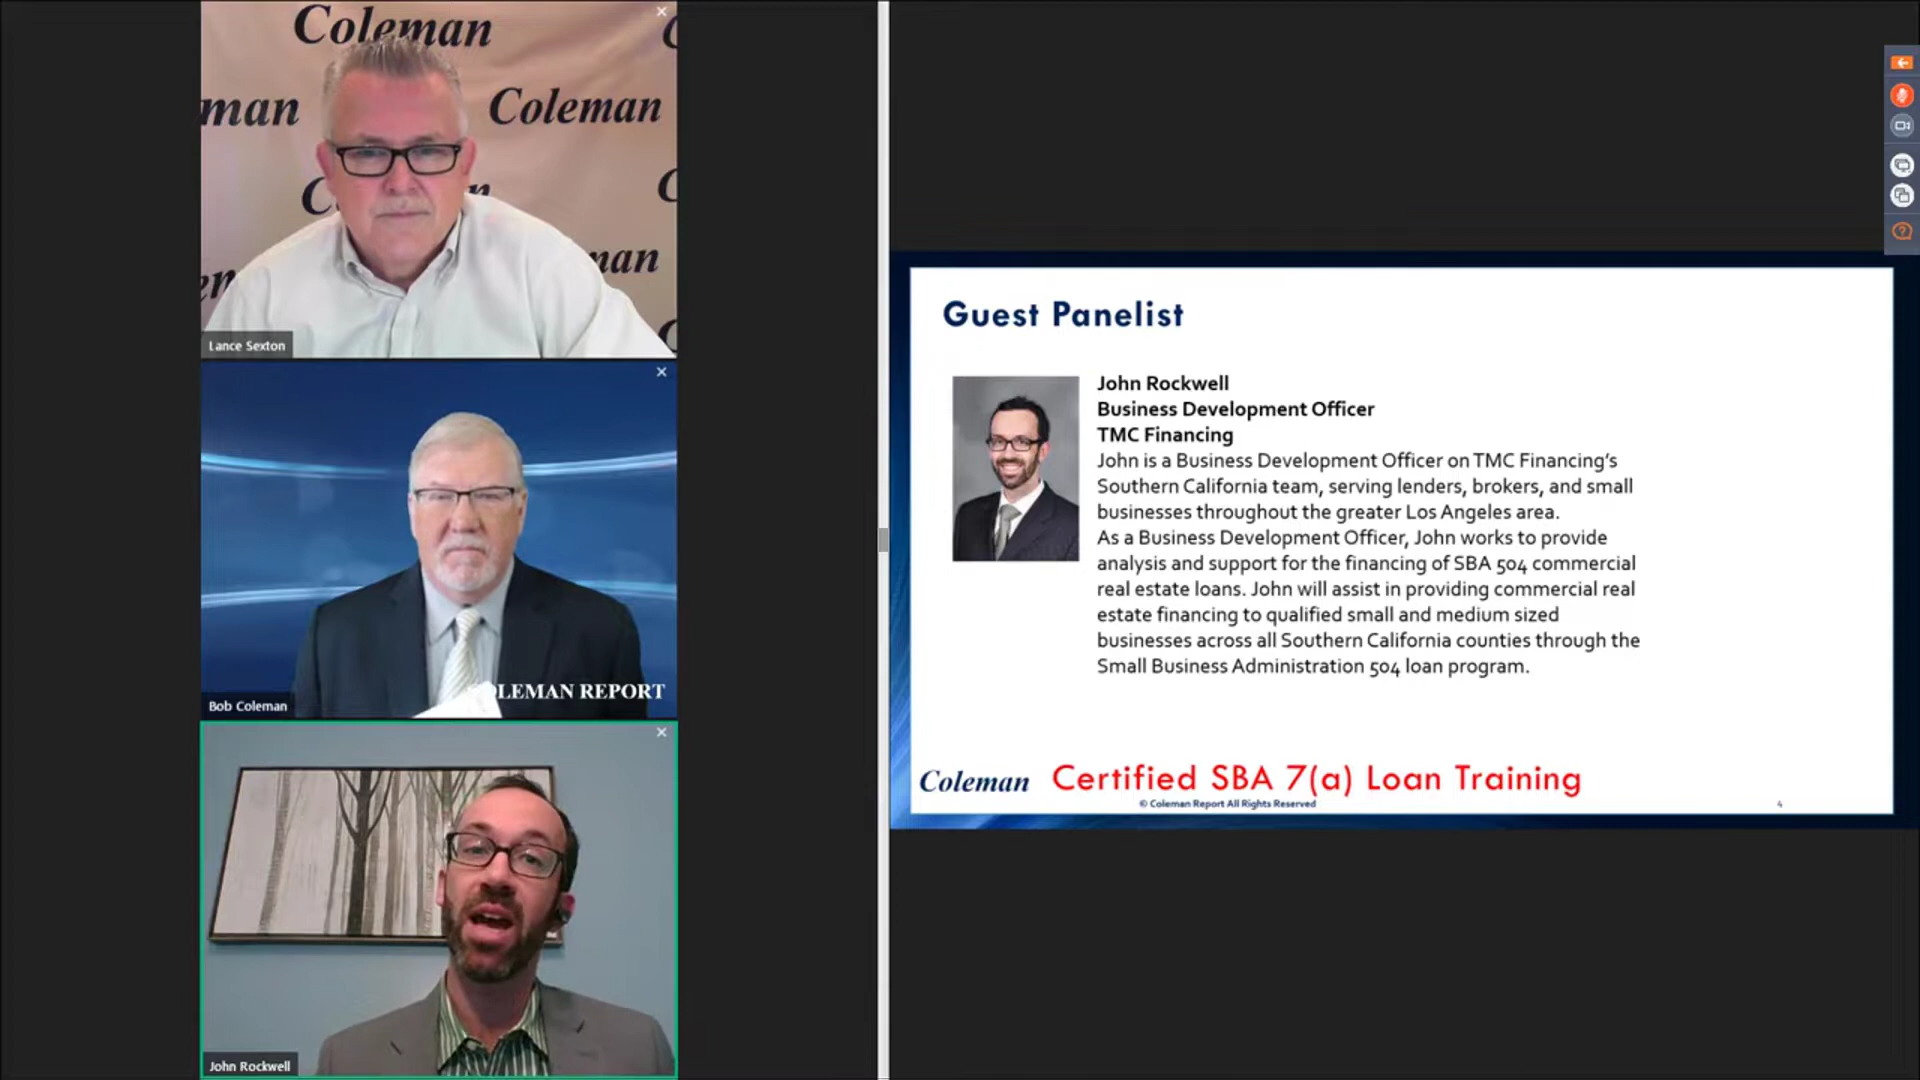 Coleman
man
Coleman
man
Lance Sexton
COLEMAN REPORT
Bob Coleman
John Rockwell
Guest Panelist
John Rockwell
Business Development Officer
TMC Financing
John is a Business Development Officer on TMC Financing's
Southern California team, serving lenders, brokers, and small
businesses throughout the greater Los Angeles area.
As a Business Development Officer, John works to provide
analysis and support for the financing of SBA 504 commercial
real estate loans. John will assist in providing commercial real
estate financing to qualified small and medium sized
businesses across all Southern California counties through the
Small Business Administration 504 loan program.
Coleman
Certified SBA 7(a) Loan Training
© Coleman Report All Rights Reserved
4